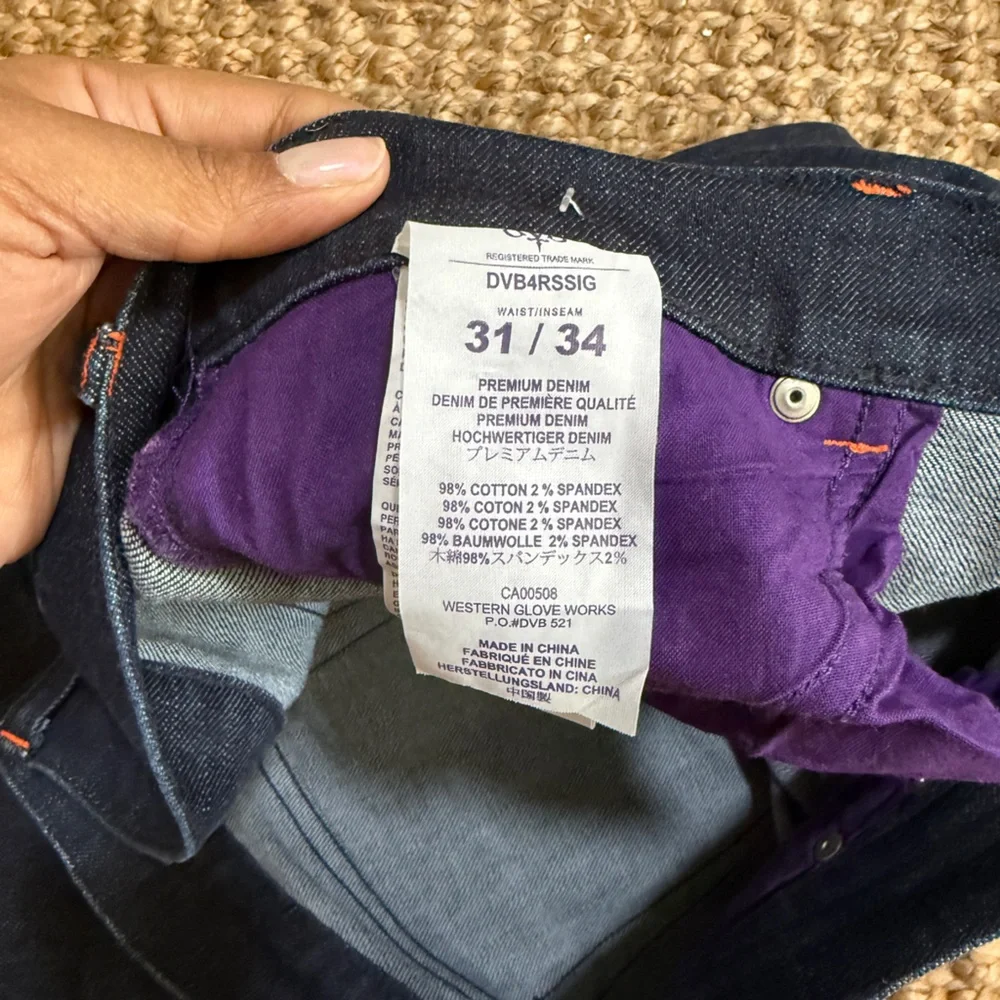 REGISTERED TRADE MARK
DVB4RSSIG
WAIST/INSEAM
31 / 34
PREMIUM DENIM
DENIM DE PREMIÈRE QUALITÉ
PREMIUM DENIM
HOCHWERTIGER DENIM
プレミアムデニム
98% COTTON 2 % SPANDEX
98% COTON 2 % SPANDEX
98% COTONE 2 % SPANDEX
98% BAUMWOLLE 2% SPANDEX
木綿98%スパンデックス2%
CA00508
WESTERN GLOVE WORKS
P.O.#DVB 521
MADE IN CHINA
FABRIQUÉ EN CHINE
FABBRICATO IN CINA
HERSTELLUNGSLAND: CHINA
中国製